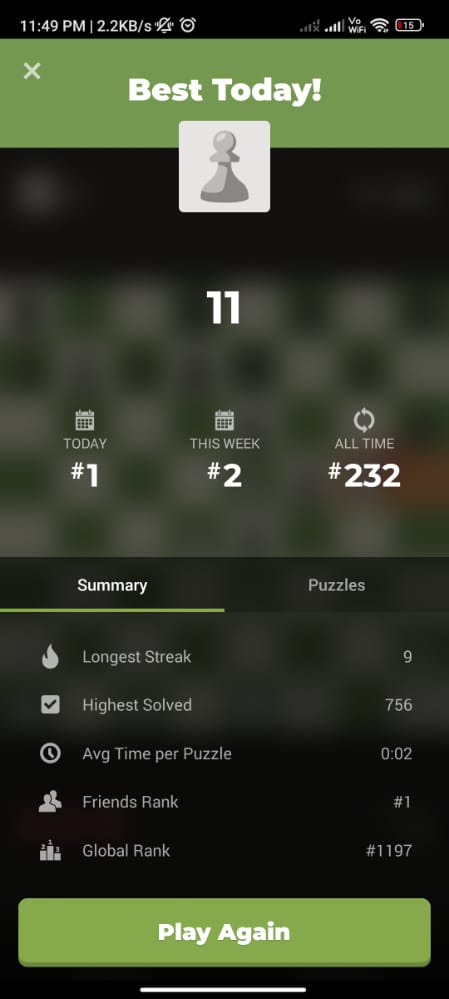 11:49 PM | 2.2KB/s
Vo
WiFi
15
Best Today!
11
TODAY
THIS WEEK
ALL TIME
#1
#2
#232
Summary
Puzzles
Longest Streak
9
Highest Solved
756
Avg Time per Puzzle
0:02
Friends Rank
#1
Global Rank
#1197
Play Again